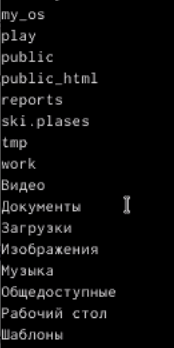 my_os
play
public
public_html
reports
ski.plases
tmp
work
Видео
Документы
Загрузки
Изображения
Музыка
Общедоступные
Рабочий стол
Шаблоны